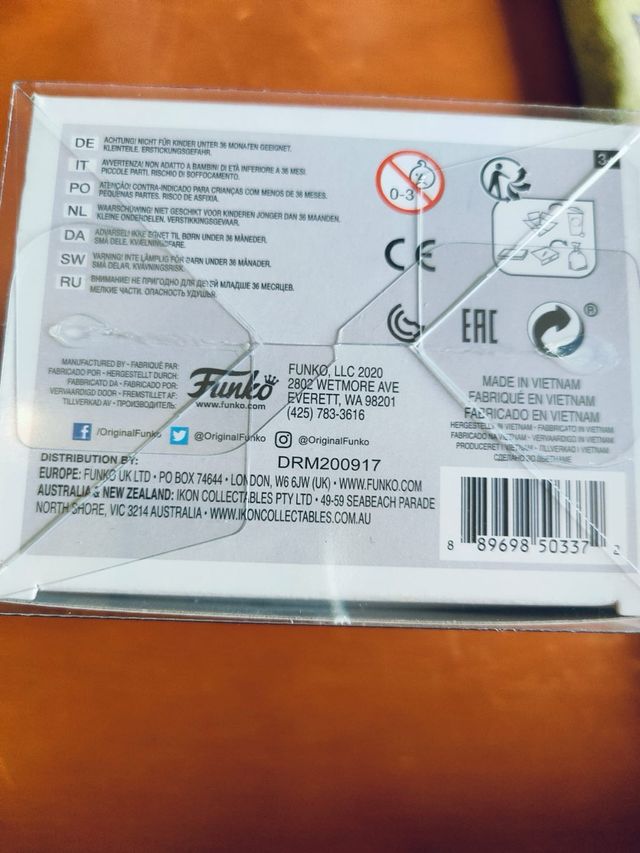 DE ACHTUNG! NICHT FÜR KINDER UNTER 36 MONATEN GEEIGNET.
KLEINTEILE. ERSTICKUNGSGEFAHR.
IT AVVERTENZA! NON ADATTO A BAMBINI DI ETÀ INFERIORE A 36 MESI.
PICCOLE PARTI. RISCHIO DI SOFFOCAMENTO.
PO ATENÇÃO! CONTRA-INDICADO PARA CRIANÇAS COM MENOS DE 36 MESES.
PEQUENAS PARTES. RISCO DE ASFIXIA.
NL WAARSCHUWING! NIET GESCHIKT VOOR KINDEREN JONGER DAN 36 MAANDEN.
KLEINE ONDERDELEN, VERSTIKKINGSGEVAAR.
DA ADVARSEL! IKKE EGNET TIL BØRN UNDER 36 MÅNEDER.
SMÅ DELE, KVÆLNINGSFARE.
SW VARNING! INTE LÄMPLIG FÖR BARN UNDER 36 MÅNADER.
SMÅ DELAR. KVÄVNINGSRISK.
RU ВНИМАНИЕ! НЕ ПРИГОДНО ДЛЯ ДЕТЕЙ МЛАДШЕ 36 МЕСЯЦЕВ.
МЕЛКИЕ ЧАСТИ. ОПАСНОСТЬ УДУШЬЯ.
0-3
3+
CE
EAC
®
MANUFACTURED BY • FABRIQUÉ PAR:
FABRICADO POR • HERGESTELLT DURCH:
FABBRICATO DA • FABRICADO POR:
VERVAARDIGD DOOR • FREMSTILLET AF:
TILLVERKAD AV • ПРОИЗВОДИТЕЛЬ:
Funko
www.funko.com
FUNKO, LLC 2020
2802 WETMORE AVE
EVERETT, WA 98201
(425) 783-3616
MADE IN VIETNAM
FABRIQUÉ EN VIETNAM
FABRICADO EN VIETNAM
HERGESTELLT IN VIETNAM • FABBRICATO IN VIETNAM
FABRICADO NA VIETNAM • VERVAARDIGD IN VIETNAM
PRODUCERET I VIETNAM • TILLVERKAD I VIETNAM
СДЕЛАНО ВО ВЬЕТНАМЕ
/OriginalFunko @OriginalFunko @OriginalFunko
DRM200917
DISTRIBUTION BY:
EUROPE: FUNKO UK LTD • PO BOX 74644 • LONDON, W6 6JW (UK) • WWW.FUNKO.COM
AUSTRALIA & NEW ZEALAND: IKON COLLECTABLES PTY LTD • 49-59 SEABEACH PARADE
NORTH SHORE, VIC 3214 AUSTRALIA • WWW.IKONCOLLECTABLES.COM.AU
8 89698 50337 2